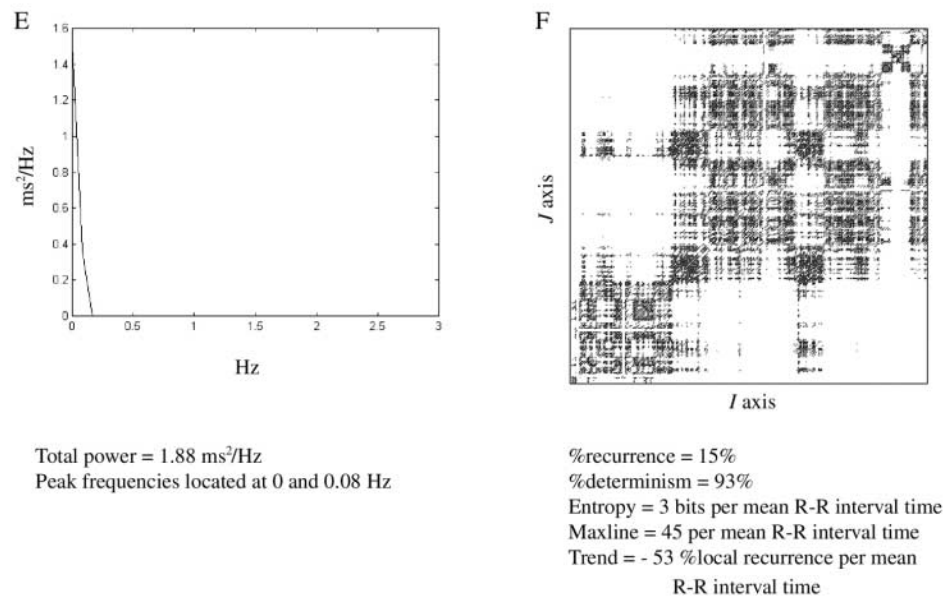 E
1.6
1.4
1.2
1
0.8
0.6
0.4
0.2
0
ms²/Hz
0 0.5 1 1.5 2 2.5 3
Hz
Total power = 1.88 ms²/Hz
Peak frequencies located at 0 and 0.08 Hz
F
J axis
I axis
%recurrence = 15%
%determinism = 93%
Entropy = 3 bits per mean R-R interval time
Maxline = 45 per mean R-R interval time
Trend = - 53 %local recurrence per mean
R-R interval time